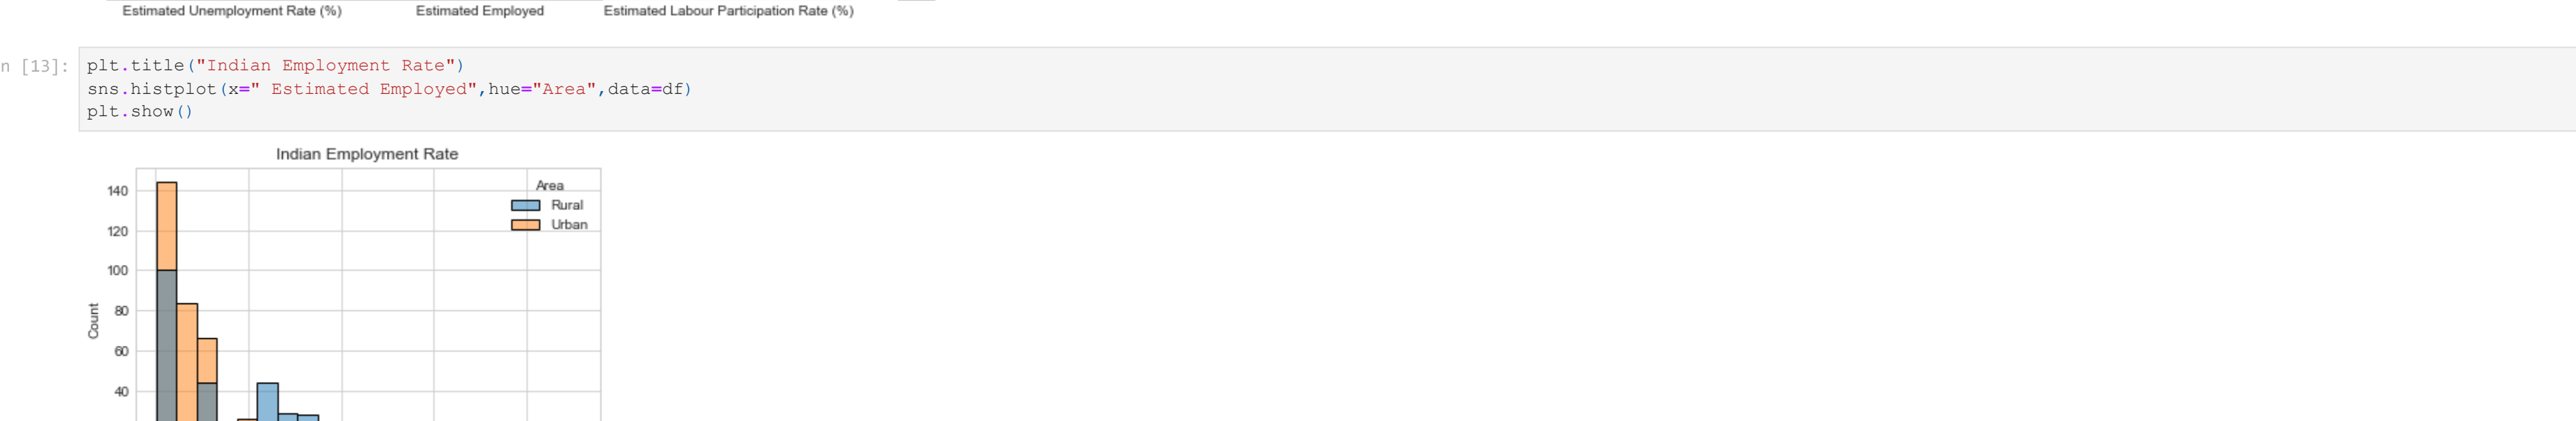 Estimated Unemployment Rate (%) Estimated Employed Estimated Labour Participation Rate (%)
n [13]:
plt.title("Indian Employment Rate")
sns.histplot(x=" Estimated Employed",hue="Area",data=df)
plt.show()
Indian Employment Rate
Area
Rural
Urban
140
120
100
80
60
40
Count